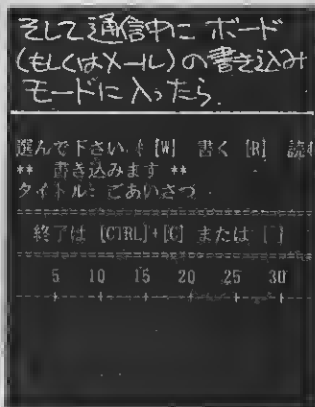 そして通信中に ボード
(もしくはメール)の書き込み
モードに入ったら
選んで下さい ( [W] 書く [R] 読む
** 書き込みます **
タイトル: ごあいさつ
終了は [CTRL]+[G] または [^]
5 10 15 20 25 30